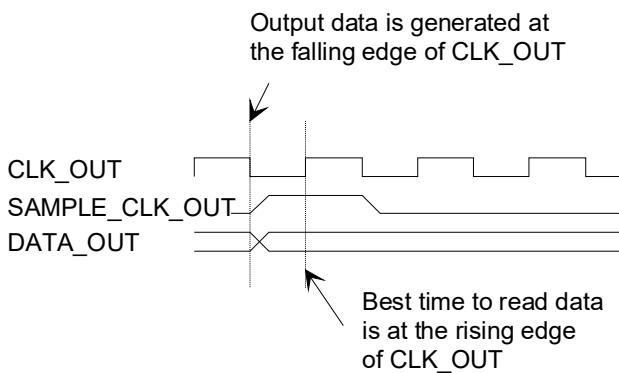 Output data is generated at
the falling edge of CLK_OUT
CLK_OUT
SAMPLE_CLK_OUT
DATA_OUT
Best time to read data
is at the rising edge
of CLK_OUT